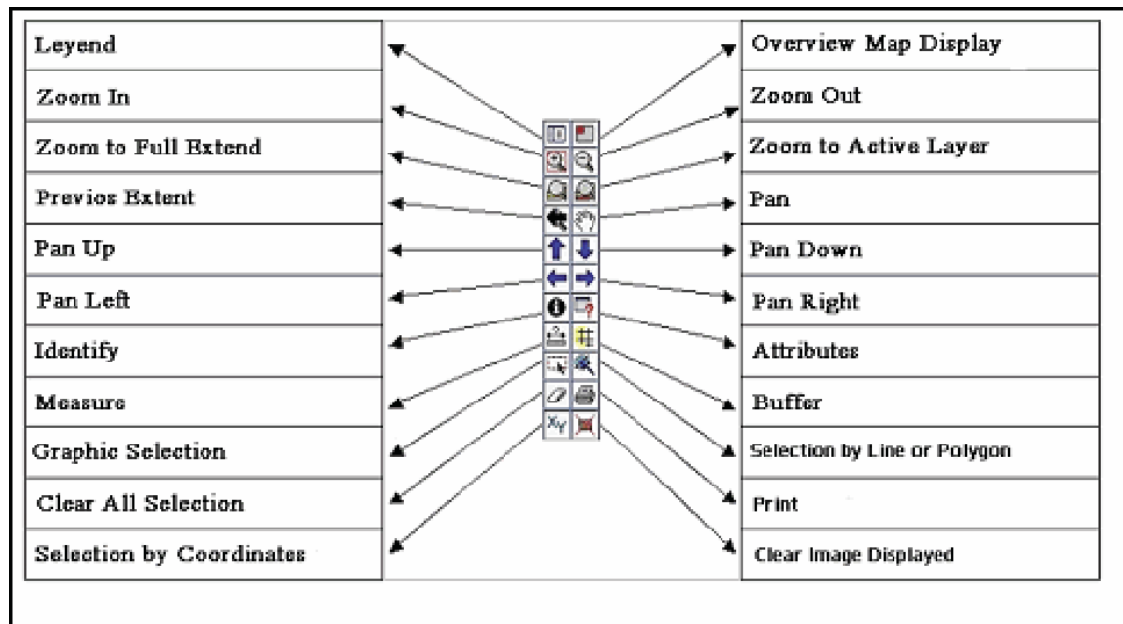 Leyend
Overview Map Display
Zoom In
Zoom Out
Zoom to Full Extend
Zoom to Active Layer
Previos Extent
Pan
Pan Up
Pan Down
Pan Left
Pan Right
Identify
Attributes
Measure
Buffer
Graphic Selection
Selection by Line or Polygon
Clear All Selection
Print
Selection by Coordinates
Clear Image Displayed
XY